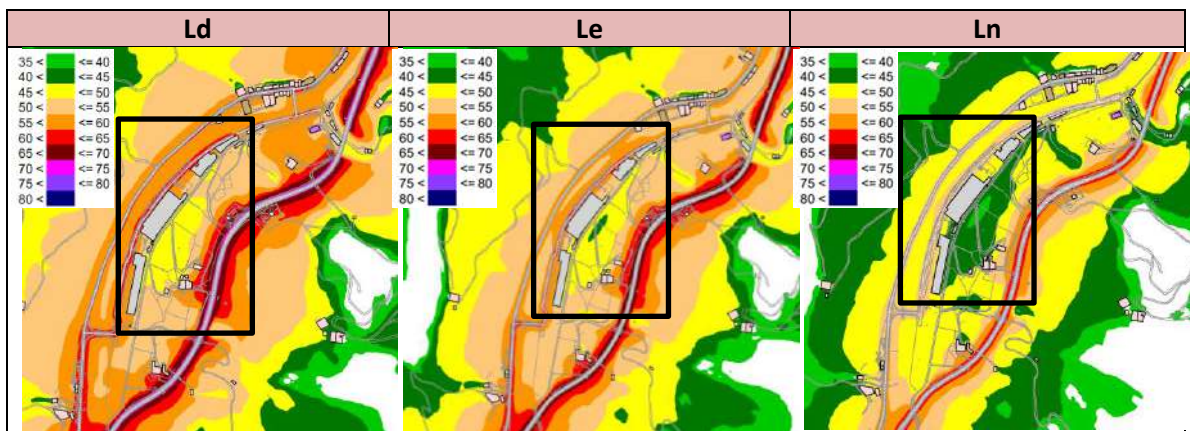 Ld Le Ln
35 < <= 40 35 < <= 40 35 < <= 40
40 < <= 45 40 < <= 45 40 < <= 45
45 < <= 50 45 < <= 50 45 < <= 50
50 < <= 55 50 < <= 55 50 < <= 55
55 < <= 60 55 < <= 60 55 < <= 60
60 < <= 65 60 < <= 65 60 < <= 65
65 < <= 70 65 < <= 70 65 < <= 70
70 < <= 75 70 < <= 75 70 < <= 75
75 < <= 80 75 < <= 80 75 < <= 80
80 < 80 < 80 <